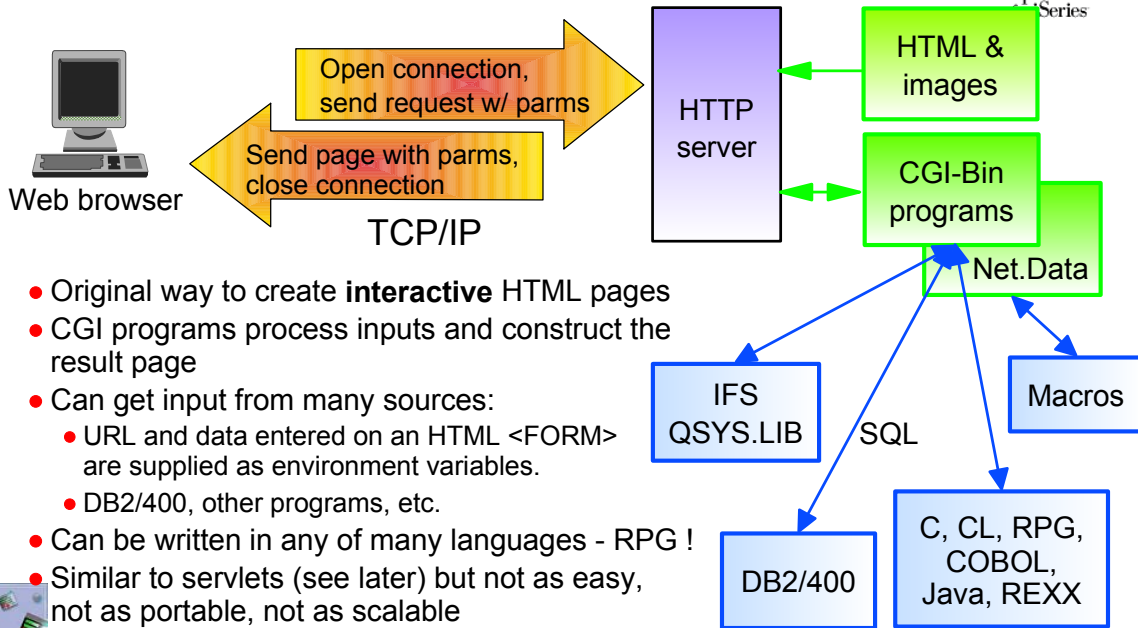 iSeries
Open connection,
send request w/ parms
Send page with parms,
close connection
Web browser
TCP/IP
HTTP
server
HTML &
images
CGI-Bin
programs
Net.Data
• Original way to create interactive HTML pages
• CGI programs process inputs and construct the
result page
• Can get input from many sources:
• URL and data entered on an HTML <FORM>
are supplied as environment variables.
• DB2/400, other programs, etc.
• Can be written in any of many languages - RPG !
• Similar to servlets (see later) but not as easy,
not as portable, not as scalable
IFS
QSYS.LIB
SQL
Macros
DB2/400
C, CL, RPG,
COBOL,
Java, REXX